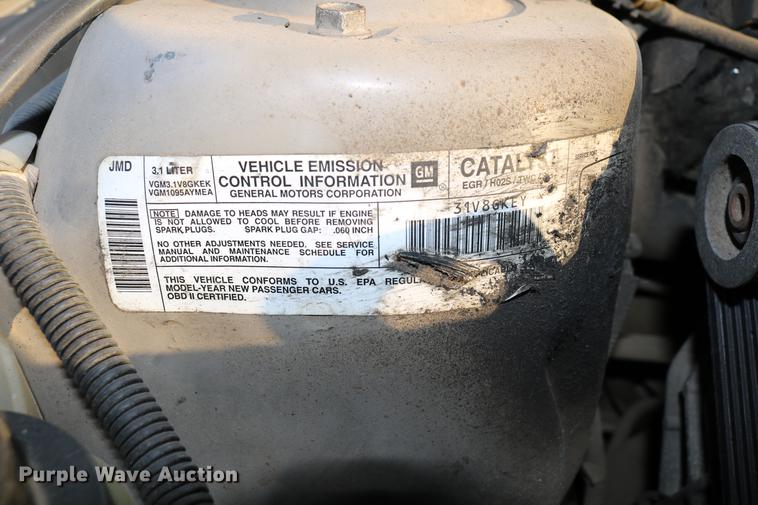 JMD
3.1 LITER
VGM3.1V8GKEK
VGM1095AYMEA
VEHICLE EMISSION
CONTROL INFORMATION
GENERAL MOTORS CORPORATION
GM
EGR / HO2S /
31V8GKEY
NOTE: DAMAGE TO HEADS MAY RESULT IF ENGINE
IS NOT ALLOWED TO COOL BEFORE REMOVING
SPARK PLUGS. SPARK PLUG GAP: .060 INCH
NO OTHER ADJUSTMENTS NEEDED. SEE SERVICE
MANUAL AND MAINTENANCE SCHEDULE FOR
ADDITIONAL INFORMATION.
THIS VEHICLE CONFORMS TO U.S. EPA
MODEL-YEAR NEW PASSENGER CARS.
OBD II CERTIFIED.
Purple Wave Auction